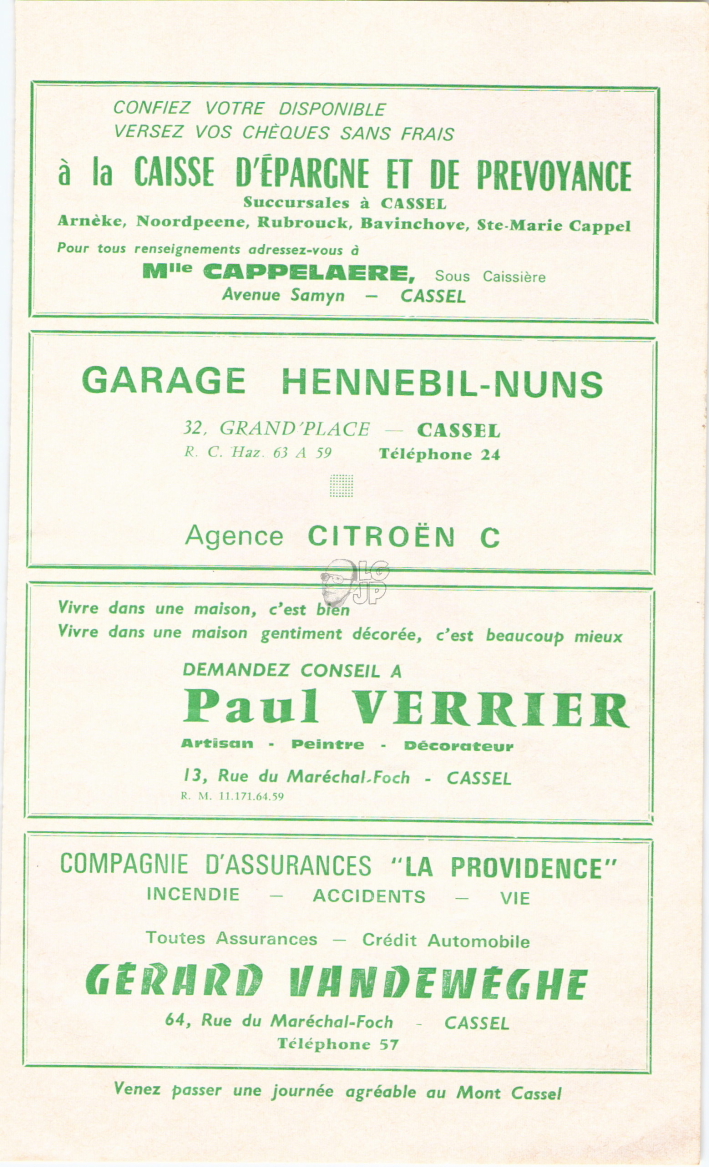 CONFIEZ VOTRE DISPONIBLE
VERSEZ VOS CHÈQUES SANS FRAIS
à la CAISSE D'ÉPARGNE ET DE PREVOYANCE
Succursales à CASSEL
Arnèke, Noordpeene, Rubrouck, Bavinchove, Ste-Marie Cappel
Pour tous renseignements adressez-vous à
Mlle CAPPELAERE, Sous Caissière
Avenue Samyn — CASSEL
GARAGE HENNEBIL-NUNS
32, GRAND'PLACE — CASSEL
R. C. Haz. 63 A 59 Téléphone 24
Agence CITROËN C
LG
JP
Vivre dans une maison, c'est bien
Vivre dans une maison gentiment décorée, c'est beaucoup mieux
DEMANDEZ CONSEIL A
Paul VERRIER
Artisan - Peintre - Décorateur
13, Rue du Maréchal-Foch - CASSEL
R. M. 11.171.64.59
COMPAGNIE D'ASSURANCES "LA PROVIDENCE"
INCENDIE — ACCIDENTS — VIE
Toutes Assurances — Crédit Automobile
GÉRARD VANDEWÉGHE
64, Rue du Maréchal-Foch - CASSEL
Téléphone 57
Venez passer une journée agréable au Mont Cassel